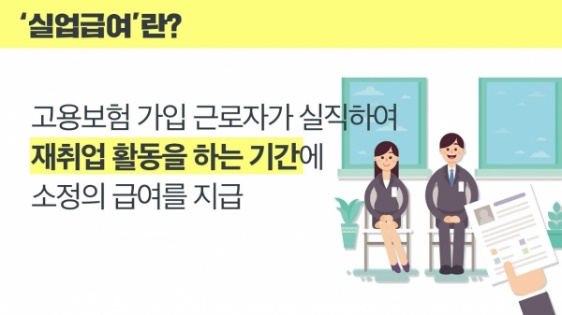 ‘실업급여’란?
고용보험 가입 근로자가 실직하여
재취업 활동을 하는 기간에
소정의 급여를 지급